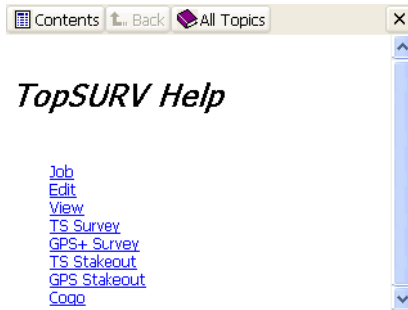 Contents Back All Topics
TopSURV Help
Job
Edit
View
TS Survey
GPS+ Survey
TS Stakeout
GPS Stakeout
Cogo